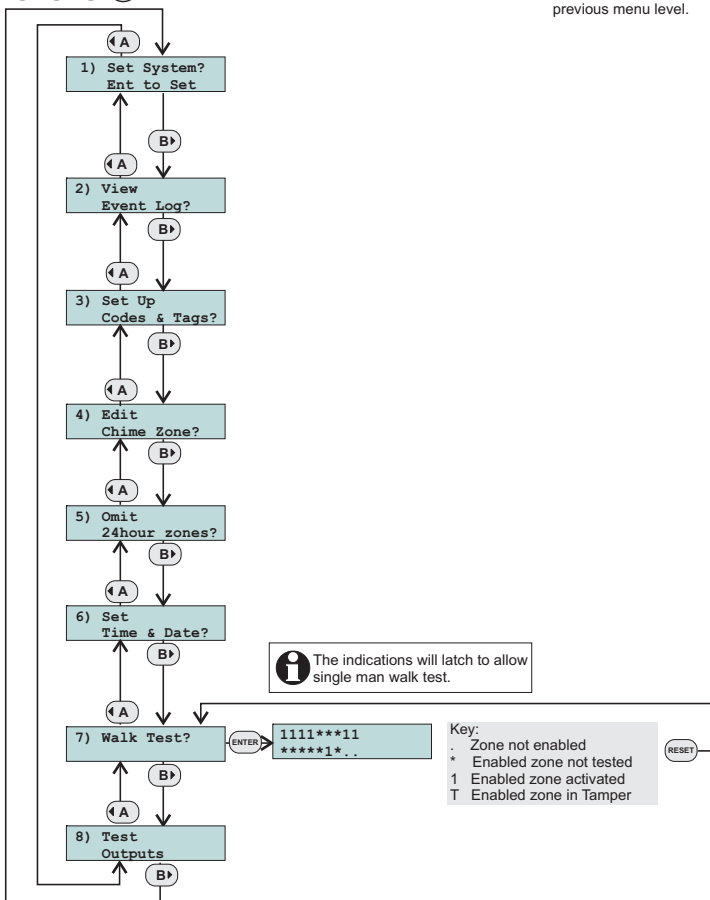 previous menu level.
A
1) Set System?
Ent to Set
B
A
2) View
Event Log?
B
A
3) Set Up
Codes & Tags?
B
A
4) Edit
Chime Zone?
B
A
5) Omit
24hour zones?
B
A
6) Set
Time & Date?
B
The indications will latch to allow
single man walk test.
A
7) Walk Test?
ENTER
1111***11
*****1*..
Key:
. Zone not enabled
* Enabled zone not tested
1 Enabled zone activated
T Enabled zone in Tamper
RESET
B
A
8) Test
Outputs
B